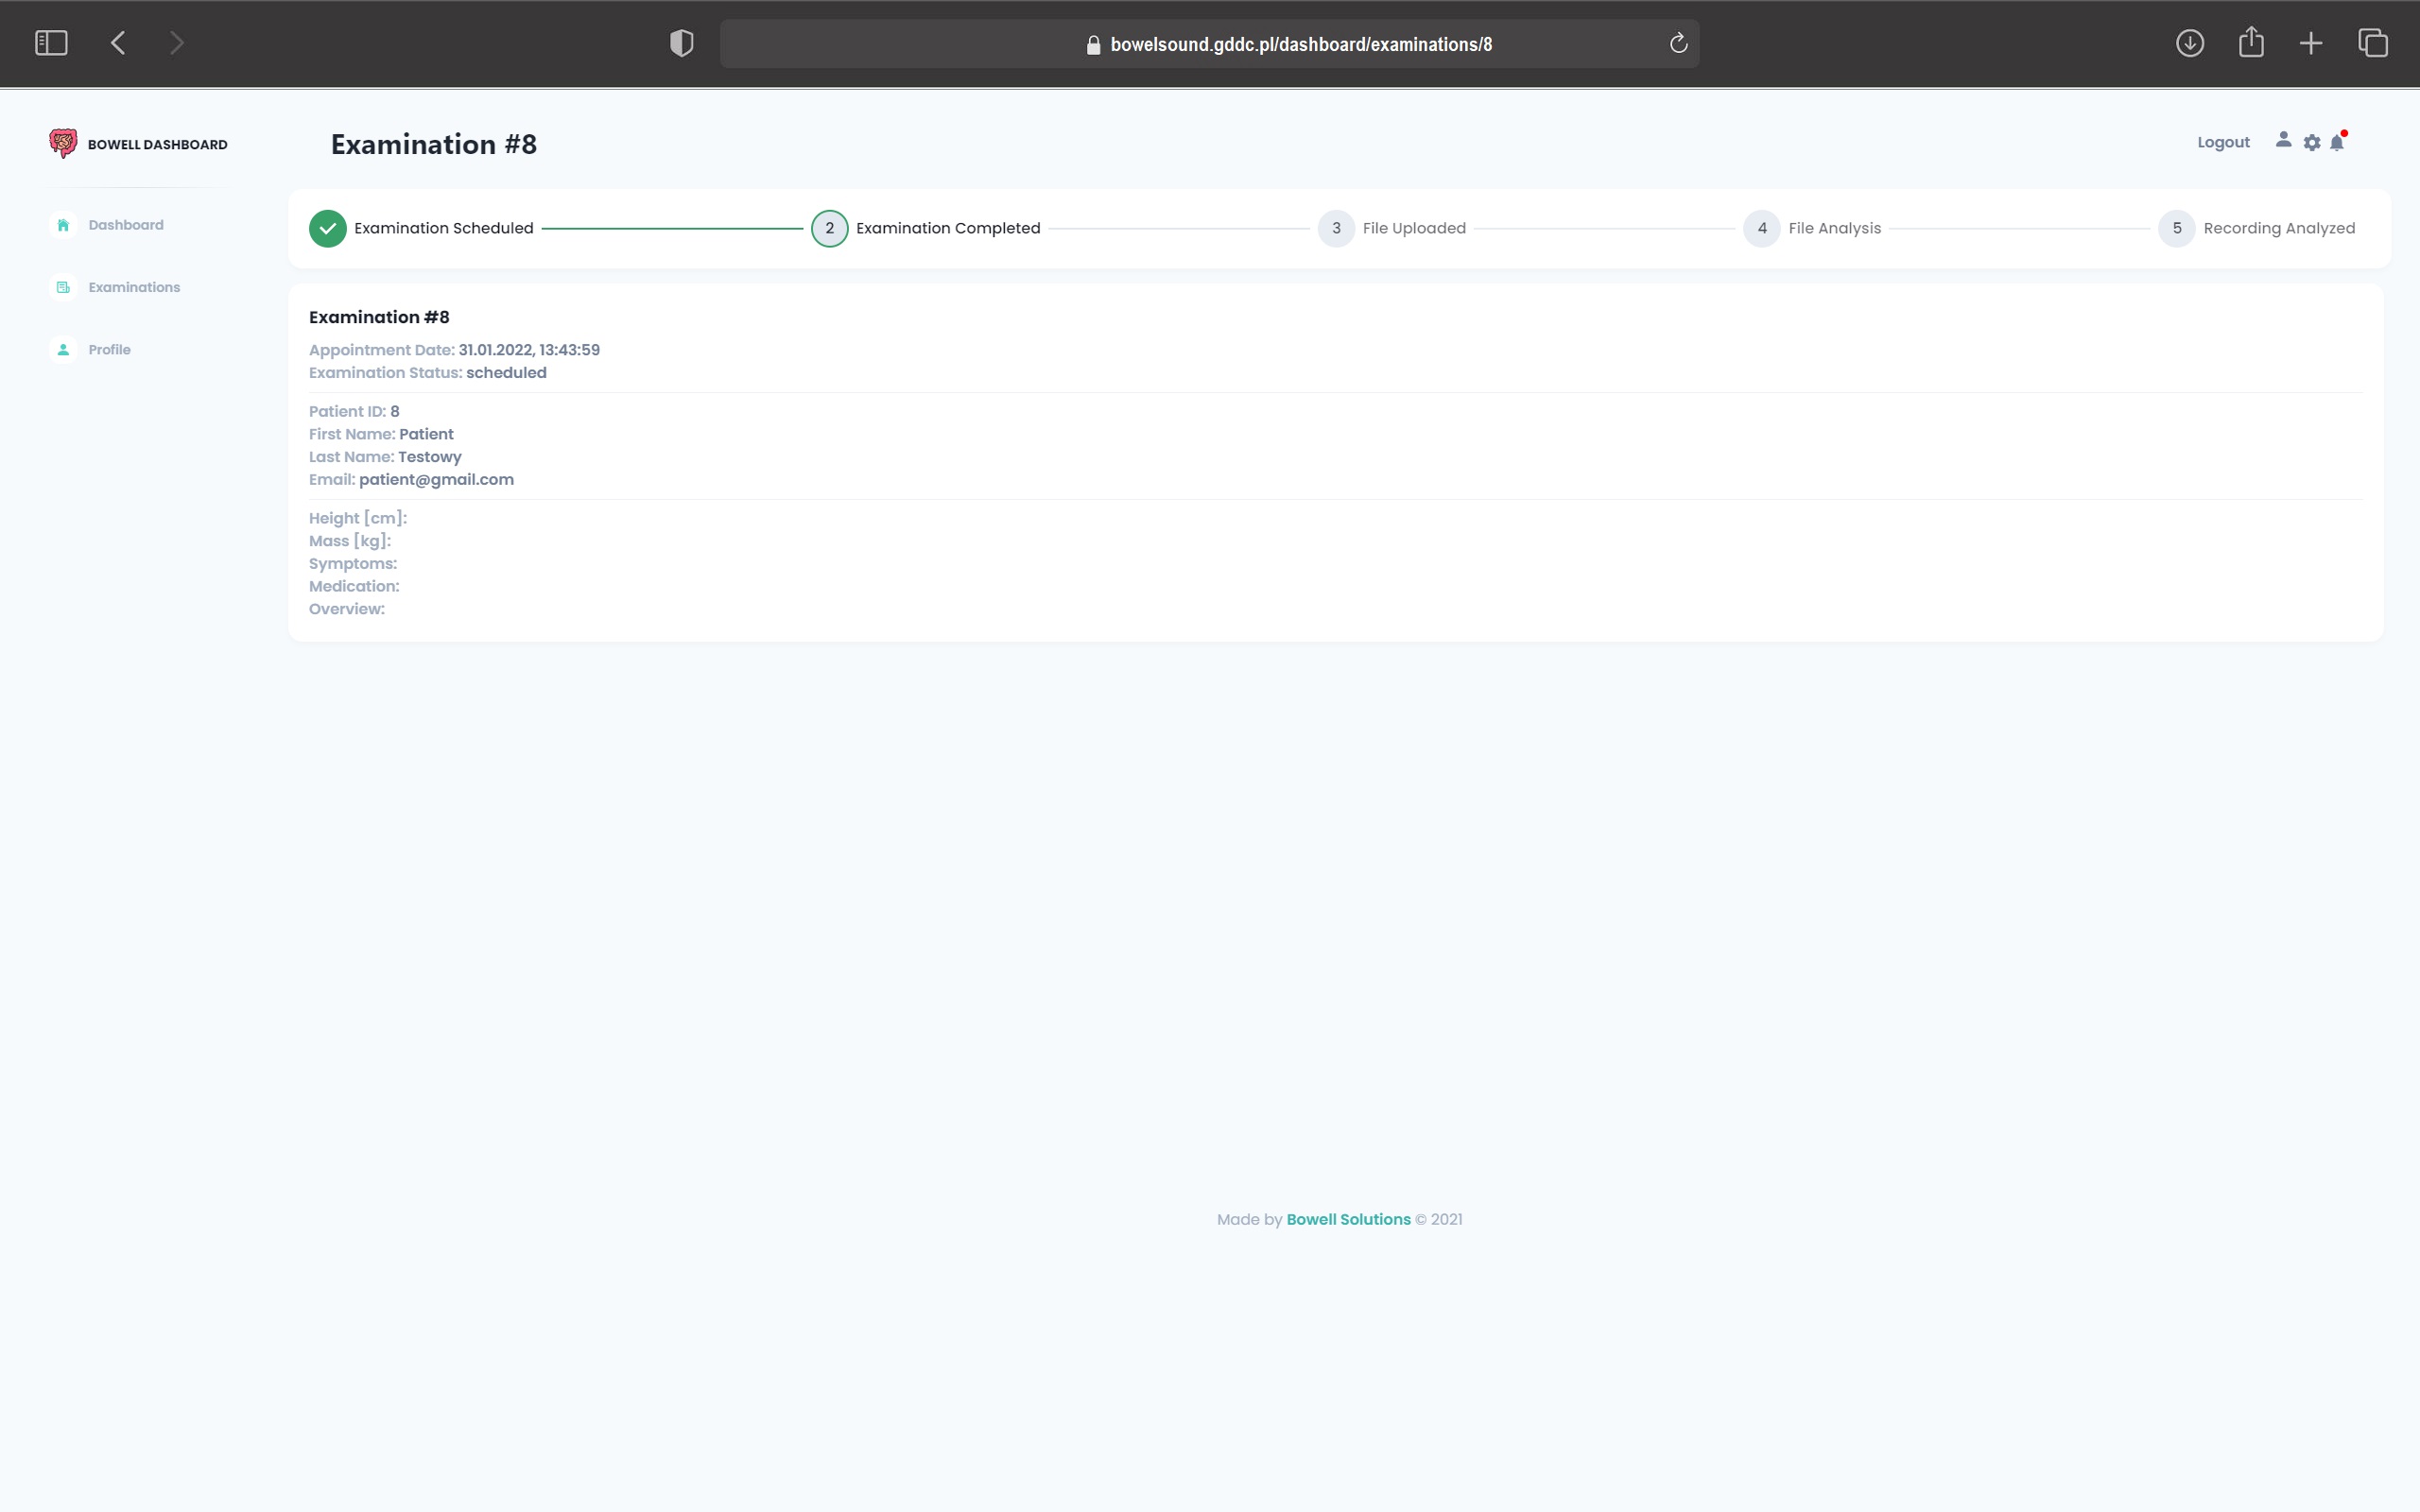 bowelsound.gddc.pl/dashboard/examinations/8
BOWELL DASHBOARD
Examination #8
Logout
Dashboard
Examinations
Profile
Examination Scheduled
2 Examination Completed
3 File Uploaded
4 File Analysis
5 Recording Analyzed
Examination #8
Appointment Date: 31.01.2022, 13:43:59
Examination Status: scheduled
Patient ID: 8
First Name: Patient
Last Name: Testowy
Email: patient@gmail.com
Height [cm]:
Mass [kg]:
Symptoms:
Medication:
Overview:
Made by Bowell Solutions © 2021